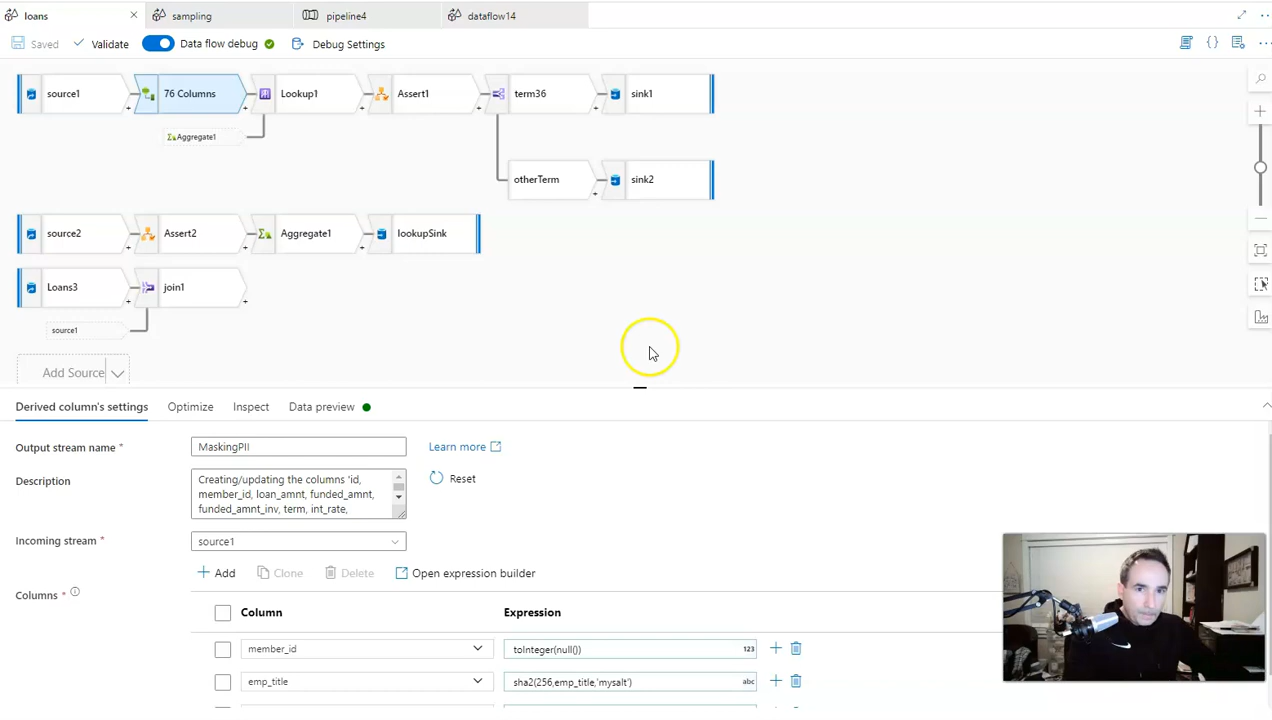 loans
sampling
pipeline4
dataflow14
Saved
Validate
Data flow debug
Debug Settings
source1
76 Columns
Lookup1
Assert1
term36
sink1
Aggregate1
otherTerm
sink2
source2
Assert2
Aggregate1
lookupSink
Loans3
join1
source1
Add Source
Derived column's settings
Optimize
Inspect
Data preview
Output stream name *
MaskingPII
Learn more
Description
Creating/updating the columns 'id,
member_id, loan_amnt, funded_amnt,
funded_amnt_inv, term, int_rate,
Reset
Incoming stream *
source1
Add
Clone
Delete
Open expression builder
Columns *
Column
Expression
member_id
toInteger(null())
123
emp_title
sha2(256,emp_title,'mysalt')
abc